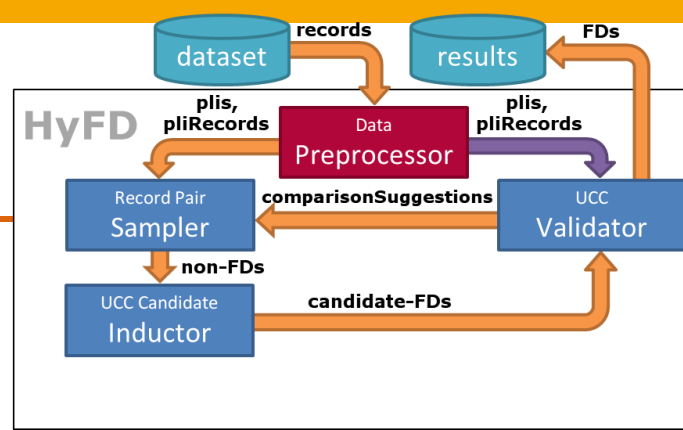 records
FDs
dataset
results
HyFD
plis,
pliRecords
Data
Preprocessor
plis,
pliRecords
Record Pair
Sampler
comparisonSuggestions
UCC
Validator
non-FDs
UCC Candidate
Inductor
candidate-FDs